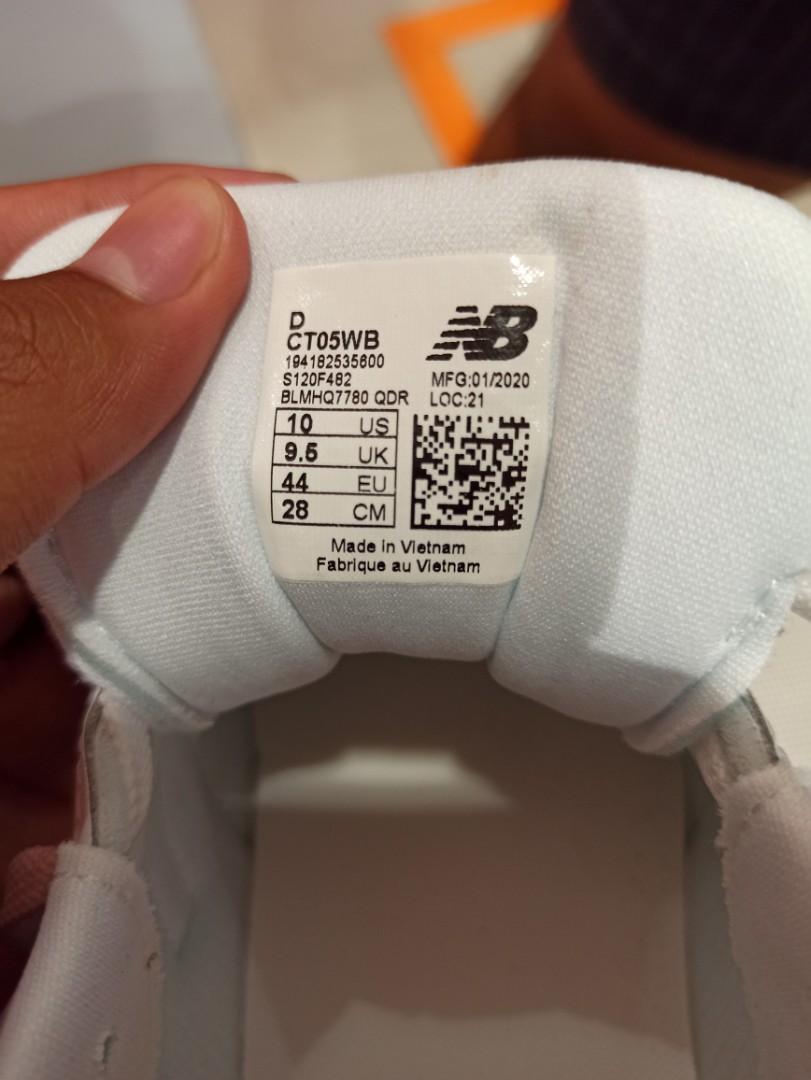 D
CT05WB
NB
194182535600
S120F482
MFG:01/2020
BLMHQ7780 QDR
LOC:21
10 US
9.5 UK
44 EU
28 CM
Made in Vietnam
Fabrique au Vietnam